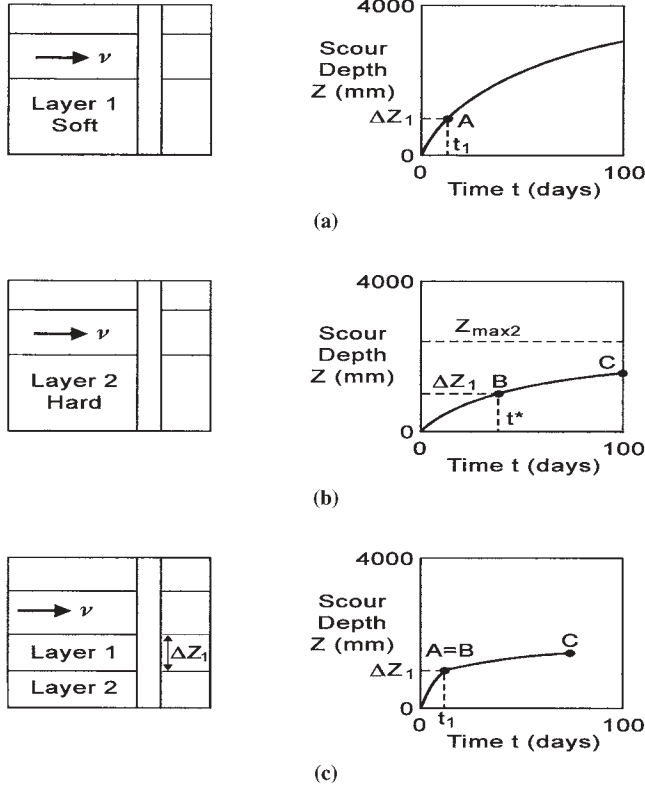 ν
Layer 1
Soft
4000
Scour
Depth
Z (mm)
ΔZ₁
A
t₁
0
0
100
Time t (days)
(a)
ν
Layer 2
Hard
4000
Scour
Depth
Z (mm)
Zmax2
ΔZ₁
B
C
t*
0
0
100
Time t (days)
(b)
ν
Layer 1
ΔZ₁
Layer 2
4000
Scour
Depth
Z (mm)
A=B
C
ΔZ₁
t₁
0
0
100
Time t (days)
(c)